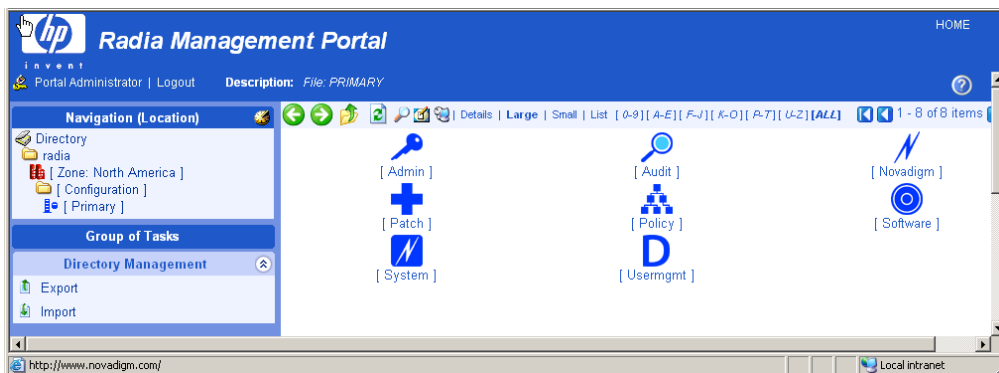 HOME
hp
invent
Radia Management Portal
Portal Administrator | Logout Description: File: PRIMARY
Navigation (Location)
Directory
radia
[ Zone: North America ]
[ Configuration ]
[ Primary ]
Group of Tasks
Directory Management
Export
Import
| Details | Large | Small | List [ 0-9 ][ A-E ][ F-J ][ K-O ][ P-T ][ U-Z ][ALL] 1 - 8 of 8 items
[ Admin ] [ Audit ] [ Novadigm ]
[ Patch ] [ Policy ] [ Software ]
D
[ System ] [ Usermgmt ]
http://www.novadigm.com/ Local intranet